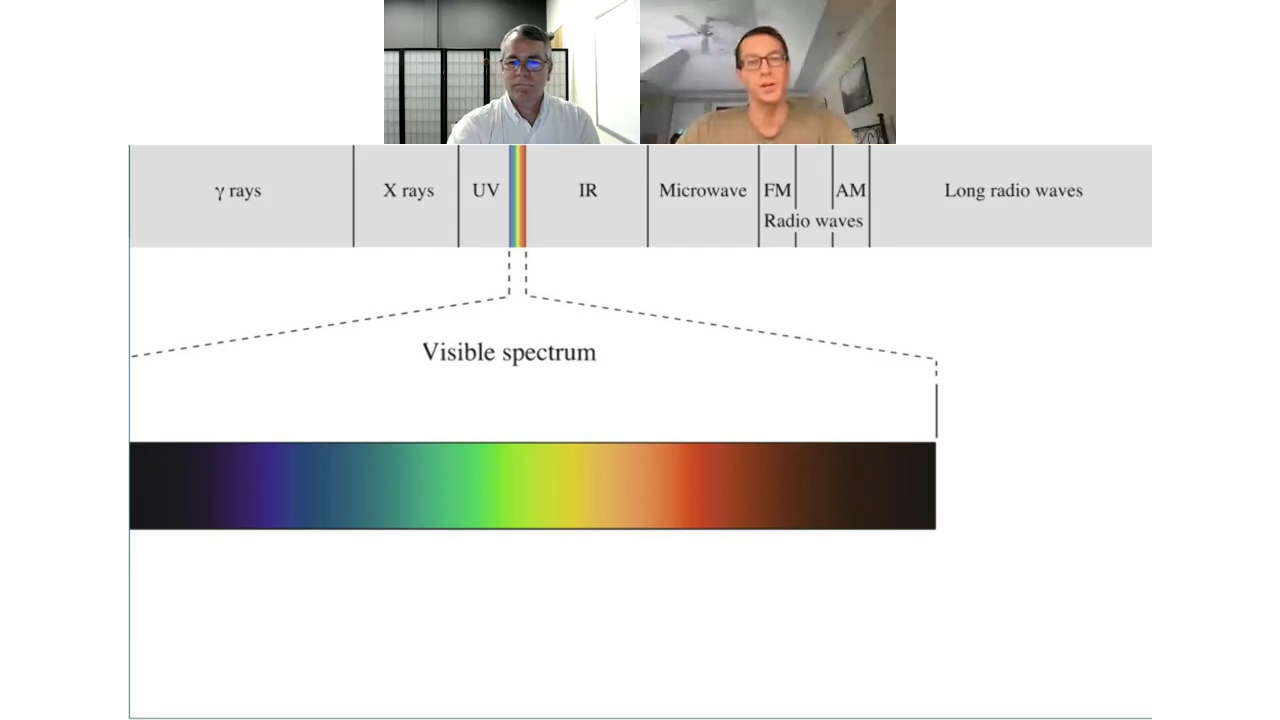 γ rays
X rays
UV
IR
Microwave
FM
AM
Long radio waves
Radio waves
Visible spectrum